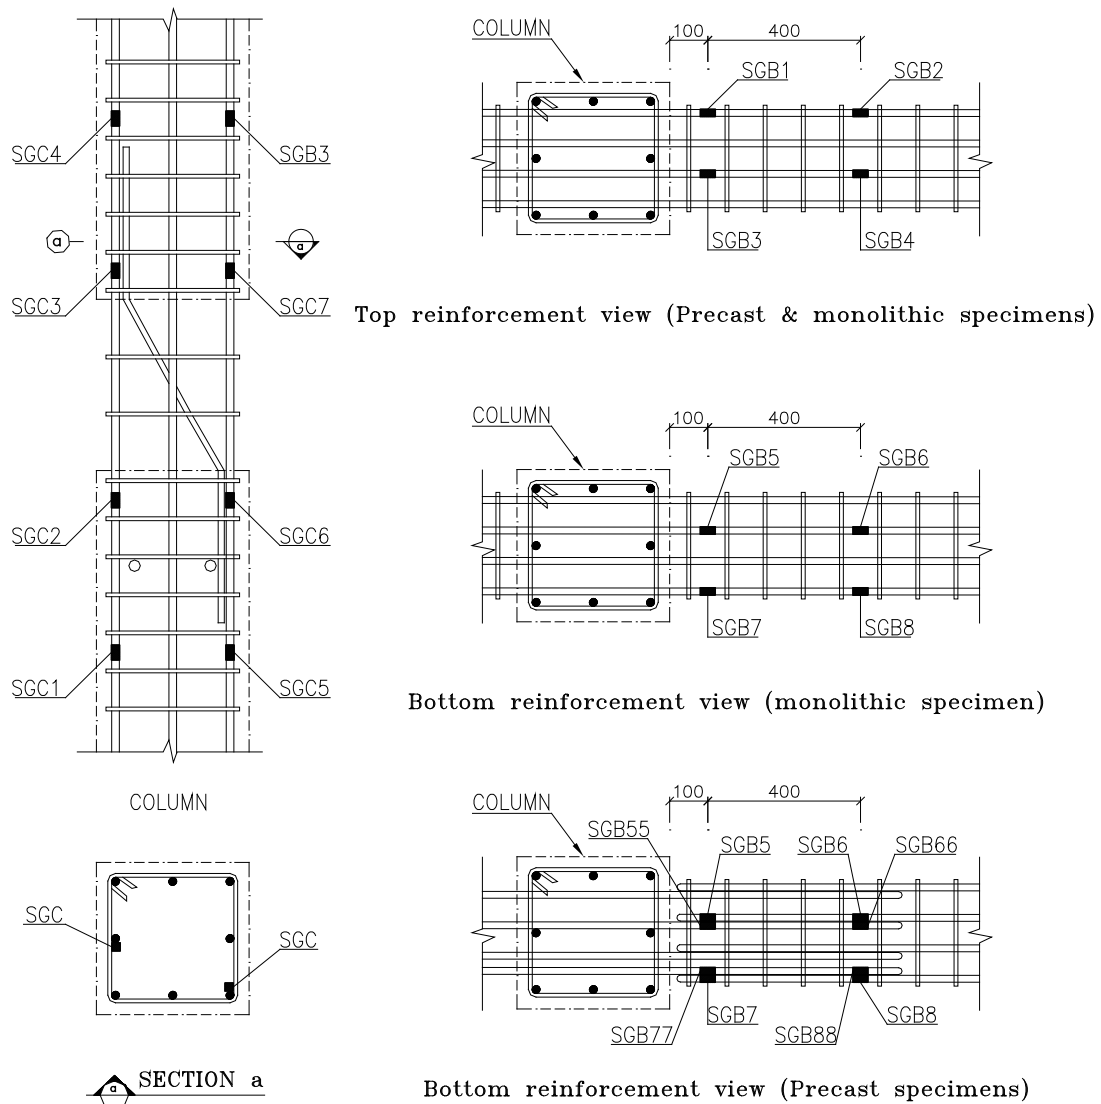 COLUMN
100
400
SGB1
SGB2
SGC4
SGB3
a
a
SGB3
SGB4
SGC3
SGC7
Top reinforcement view (Precast & monolithic specimens)
COLUMN
100
400
SGB5
SGB6
SGC2
SGC6
SGB7
SGB8
SGC1
SGC5
Bottom reinforcement view (monolithic specimen)
COLUMN
COLUMN
100
400
SGB55
SGB5
SGB6
SGB66
SGC
SGC
SGB77
SGB7
SGB88
SGB8
a
SECTION a
Bottom reinforcement view (Precast specimens)